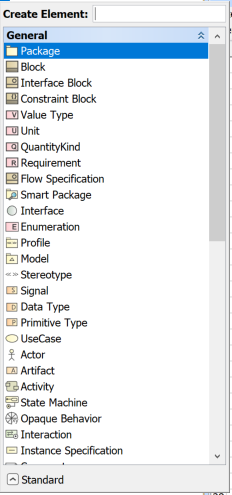 Create Element:
General
Package
Block
Interface Block
Constraint Block
Value Type
Unit
QuantityKind
Requirement
Flow Specification
Smart Package
Interface
Enumeration
Profile
Model
Stereotype
Signal
Data Type
Primitive Type
UseCase
Actor
Artifact
Activity
State Machine
Opaque Behavior
Interaction
Instance Specification
Standard